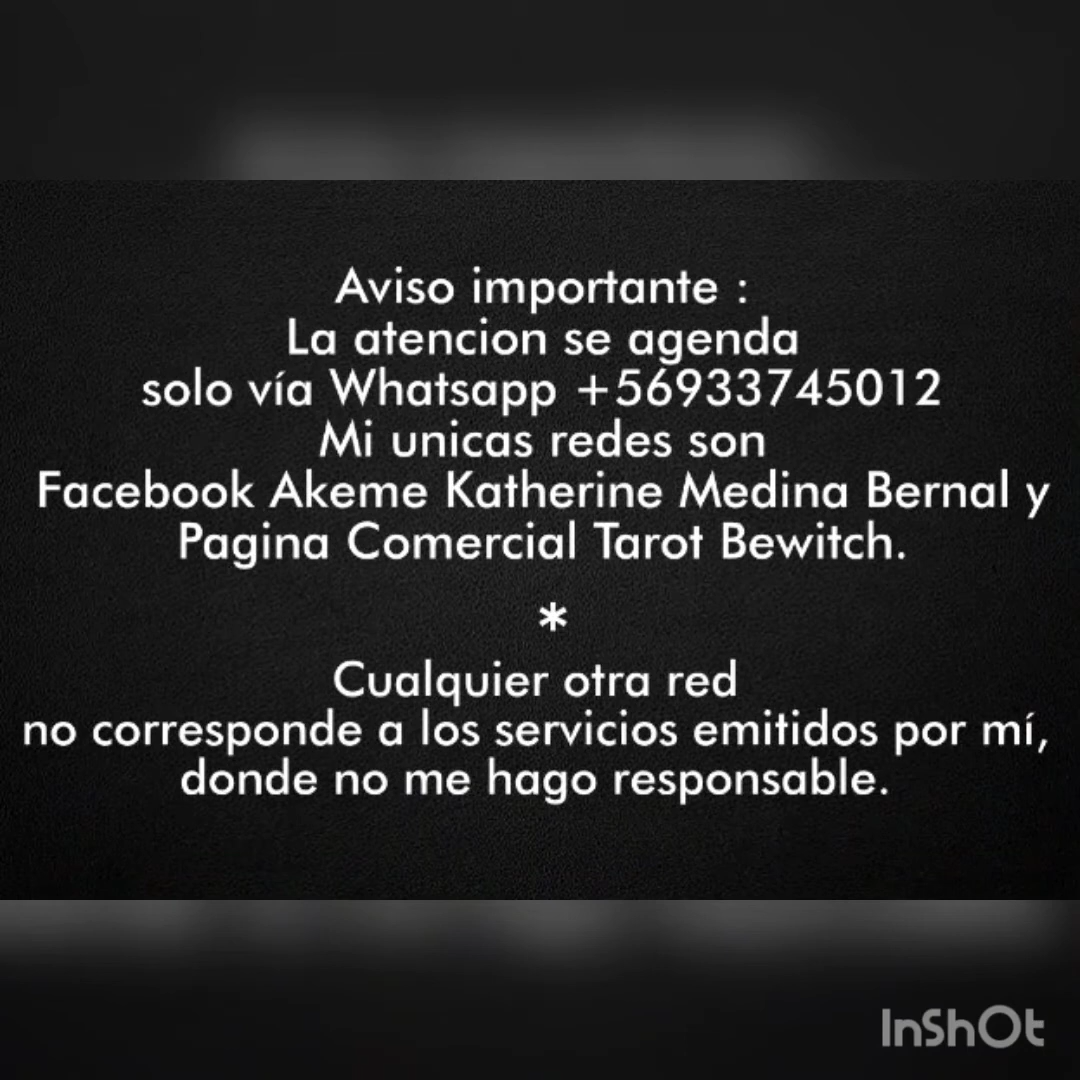 Aviso importante :
La atencion se agenda
solo vía Whatsapp +56933745012
Mi unicas redes son
Facebook Akeme Katherine Medina Bernal y
Pagina Comercial Tarot Bewitch.
*
Cualquier otra red
no corresponde a los servicios emitidos por mí,
donde no me hago responsable.
InShOt